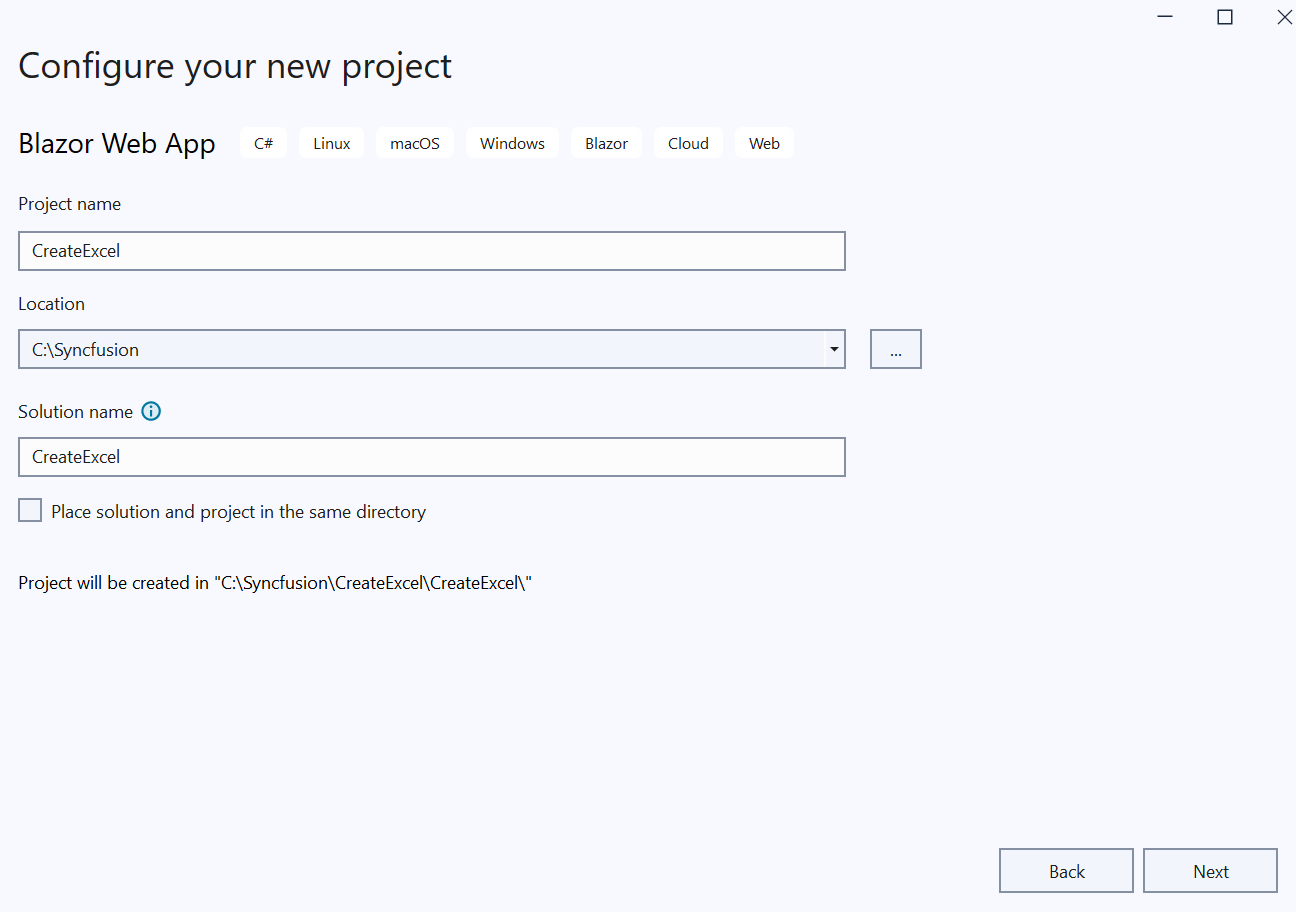 Configure your new project
Blazor Web App C# Linux macOS Windows Blazor Cloud Web
Project name
CreateExcel
Location
C:\Syncfusion ...
Solution name
CreateExcel
Place solution and project in the same directory
Project will be created in "C:\Syncfusion\CreateExcel\CreateExcel\"
Back Next